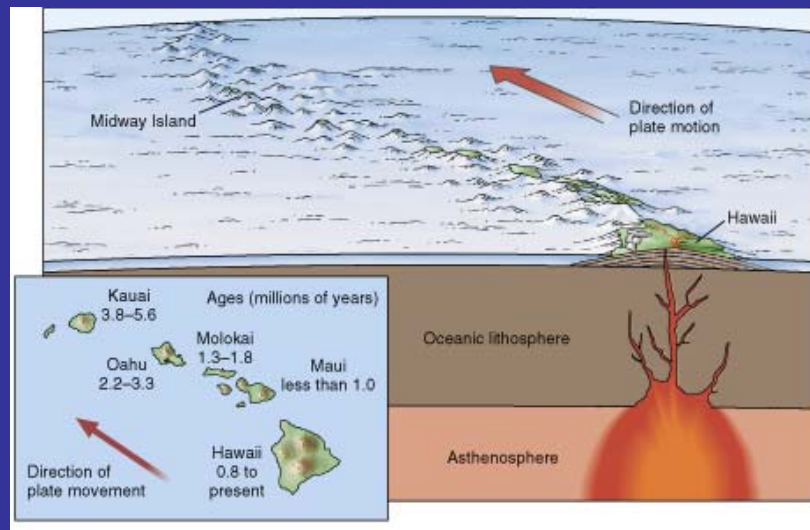 Midway Island
Direction of
plate motion
Hawaii
Oceanic lithosphere
Asthenosphere
Ages (millions of years)
Kauai
3.8–5.6
Molokai
1.3–1.8
Oahu
2.2–3.3
Maui
less than 1.0
Hawaii
0.8 to
present
Direction of
plate movement